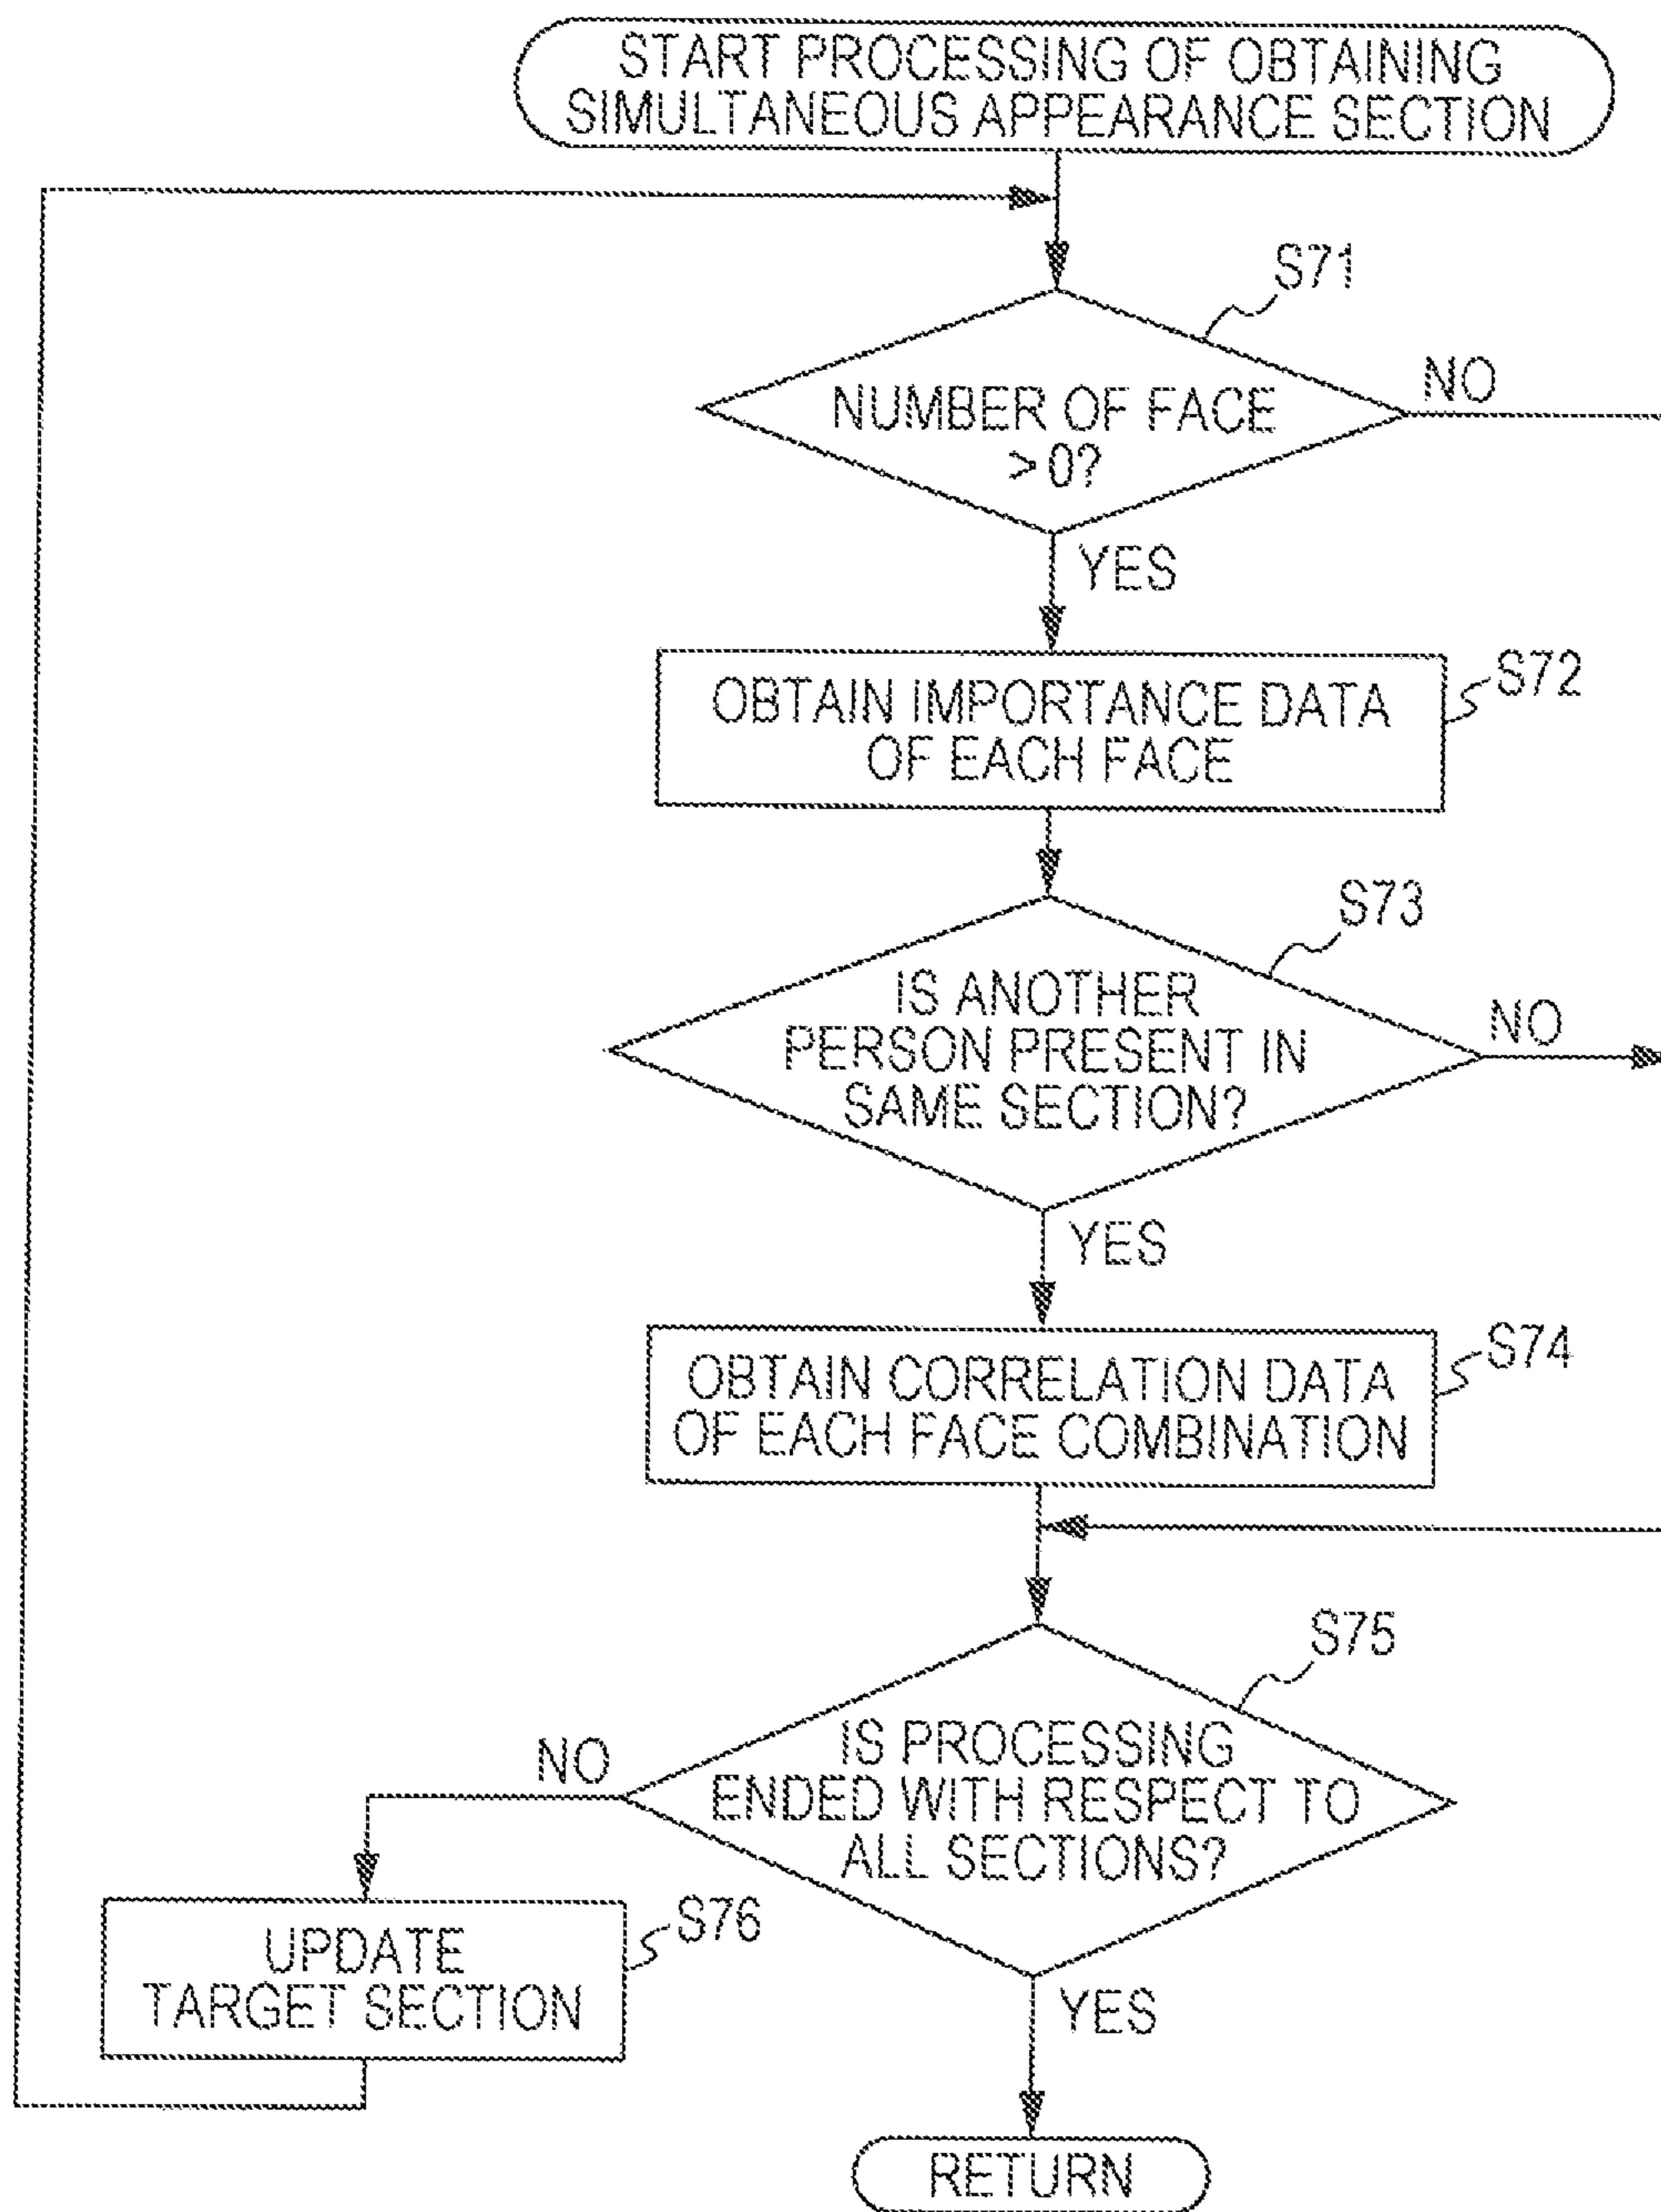 START PROCESSING OF OBTAINING
SIMULTANEOUS APPEARANCE SECTION
S71
NUMBER OF FACE
> 0?
NO
YES
S72
OBTAIN IMPORTANCE DATA
OF EACH FACE
S73
IS ANOTHER
PERSON PRESENT IN
SAME SECTION?
NO
YES
S74
OBTAIN CORRELATION DATA
OF EACH FACE COMBINATION
S75
IS PROCESSING
ENDED WITH RESPECT TO
ALL SECTIONS?
NO
S76
UPDATE
TARGET SECTION
YES
RETURN